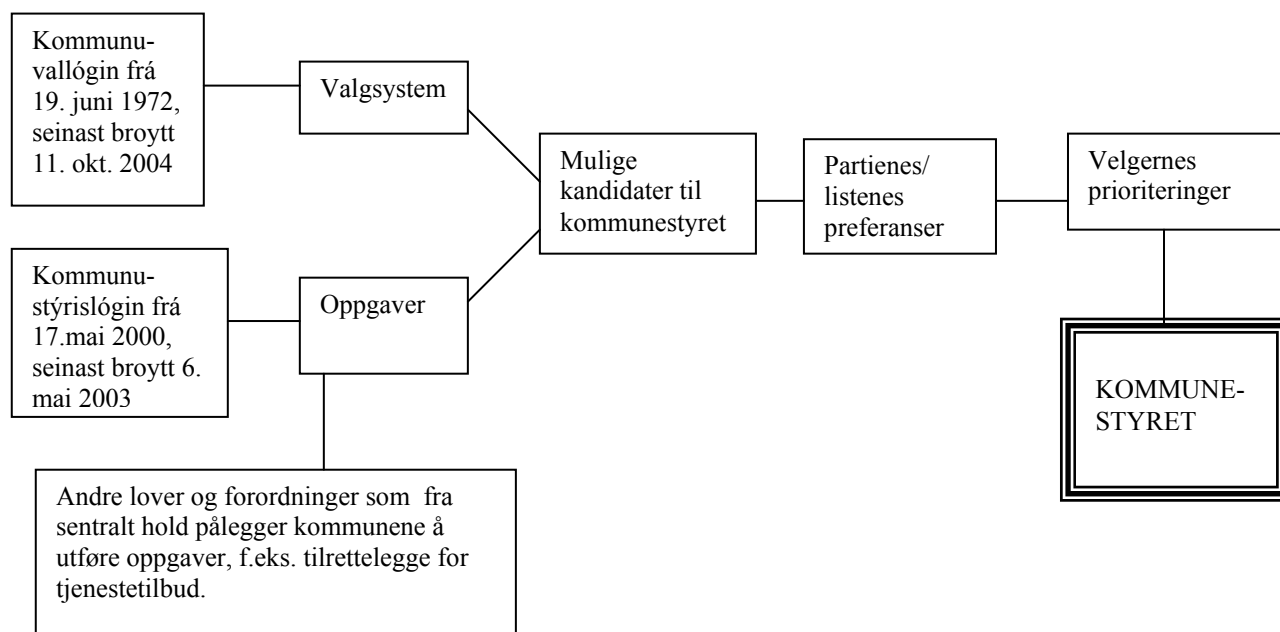 Kommunu-
vallógin frá
19. juni 1972,
seinast broytt
11. okt. 2004
Valgsystem
Kommunu-
stýrislógin frá
17.mai 2000,
seinast broytt 6.
mai 2003
Oppgaver
Andre lover og forordninger som fra
sentralt hold pålegger kommunene å
utføre oppgaver, f.eks. tilrettelegge for
tjenestetilbud.
Mulige
kandidater til
kommunestyret
Partienes/
listenes
preferanser
Velgernes
prioriteringer
KOMMUNE-
STYRET